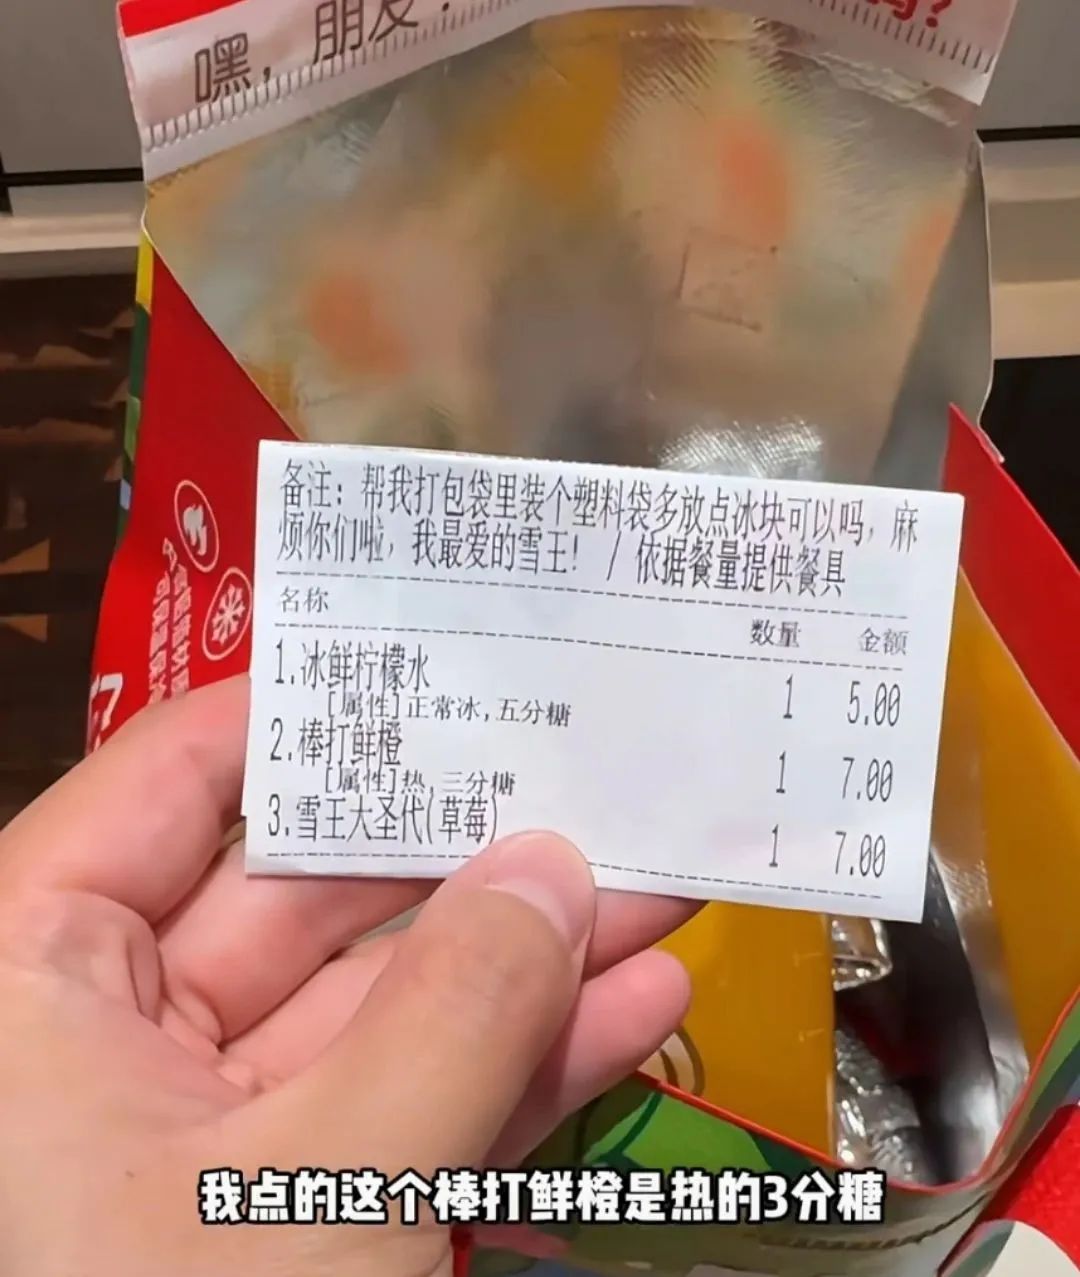 嘿，朋友！
吗？
备注：帮我打包袋里装个塑料袋多放点冰块可以吗，麻
烦你们啦，我最爱的雪王！ / 依据餐量提供餐具
名称 数量 金额
1.冰鲜柠檬水 1 5.00
[属性]正常冰,五分糖
2.棒打鲜橙 1 7.00
[属性]热,三分糖
3.雪王大圣代(草莓) 1 7.00
我点的这个棒打鲜橙是热的3分糖